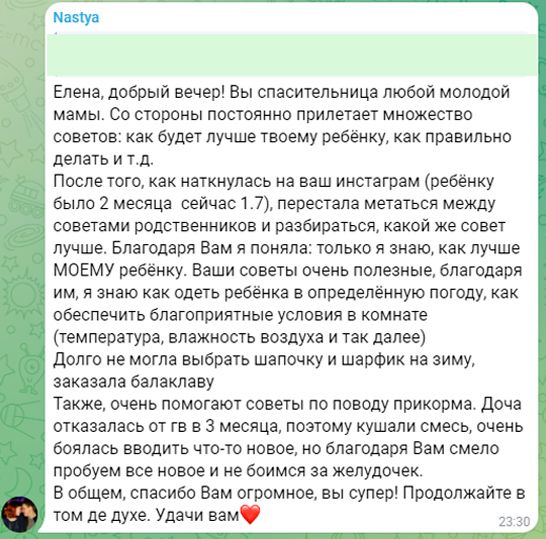 Nastya
Елена, добрый вечер! Вы спасительница любой молодой
мамы. Со стороны постоянно прилетает множество
советов: как будет лучше твоему ребёнку, как правильно
делать и т.д.
После того, как наткнулась на ваш инстаграм (ребёнку
было 2 месяца  сейчас 1.7), перестала метаться между
советами родственников и разбираться, какой же совет
лучше. Благодаря Вам я поняла: только я знаю, как лучше
МОЕМУ ребёнку. Ваши советы очень полезные, благодаря
им, я знаю как одеть ребёнка в определённую погоду, как
обеспечить благоприятные условия в комнате
(температура, влажность воздуха и так далее)
Долго не могла выбрать шапочку и шарфик на зиму,
заказала балаклаву
Также, очень помогают советы по поводу прикорма. Доча
отказалась от гв в 3 месяца, поэтому кушали смесь, очень
боялась вводить что-то новое, но благодаря Вам смело
пробуем все новое и не боимся за желудочек.
В общем, спасибо Вам огромное, вы супер! Продолжайте в
том де духе. Удачи вам❤️
23:30